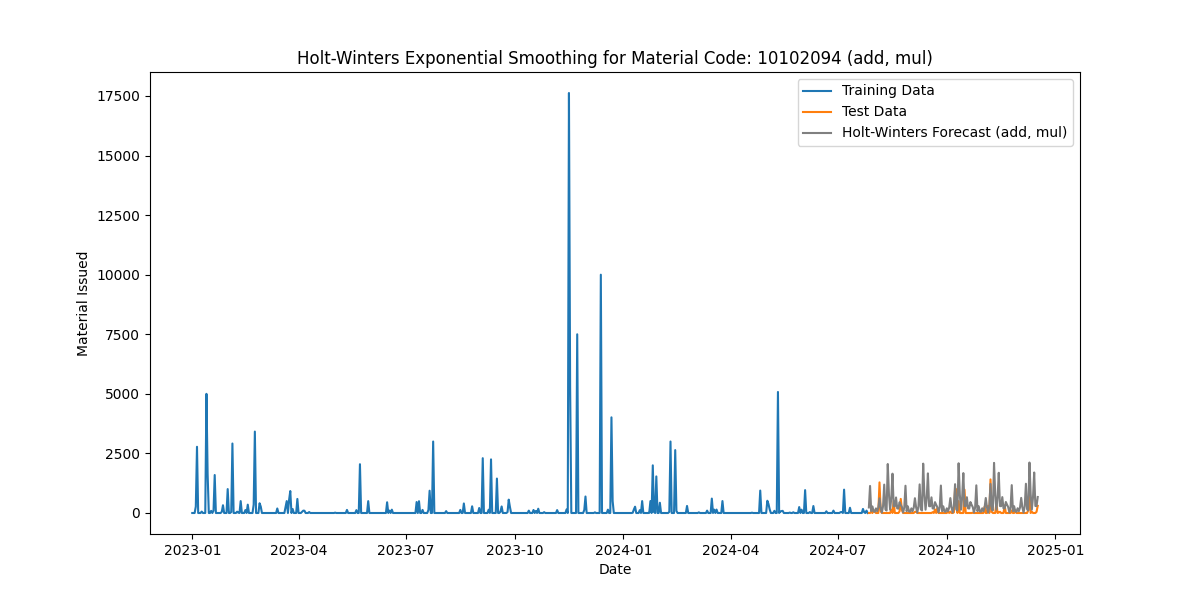 Holt-Winters Exponential Smoothing for Material Code: 10102094 (add, mul)
Training Data
Test Data
Holt-Winters Forecast (add, mul)
Material Issued
17500
15000
12500
10000
7500
5000
2500
0
2023-01
2023-04
2023-07
2023-10
2024-01
2024-04
2024-07
2024-10
2025-01
Date